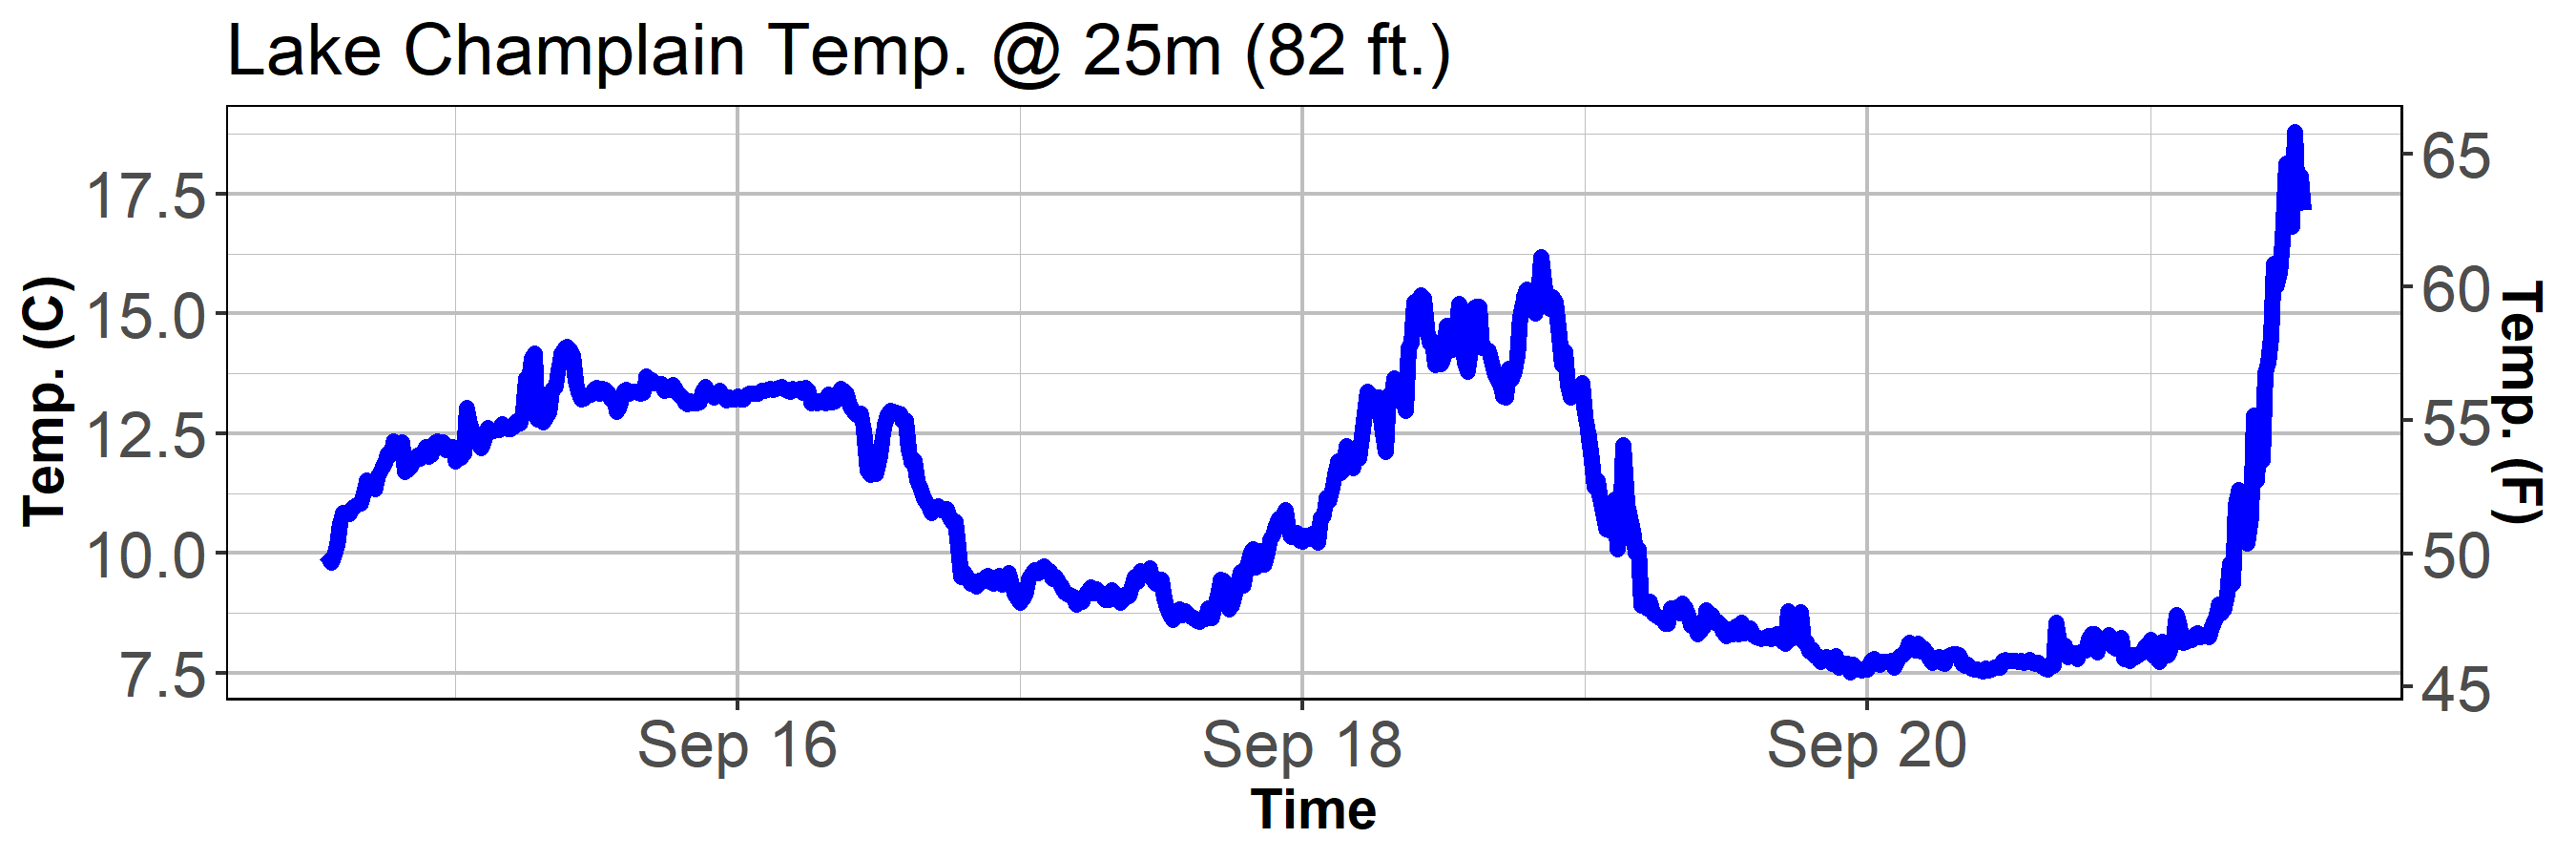 Lake Champlain Temp. @ 25m (82 ft.)
Temp. (C)
17.5
15.0
12.5
10.0
7.5
65
60
55
50
45
Temp. (F)
Sep 16 Sep 18 Sep 20
Time